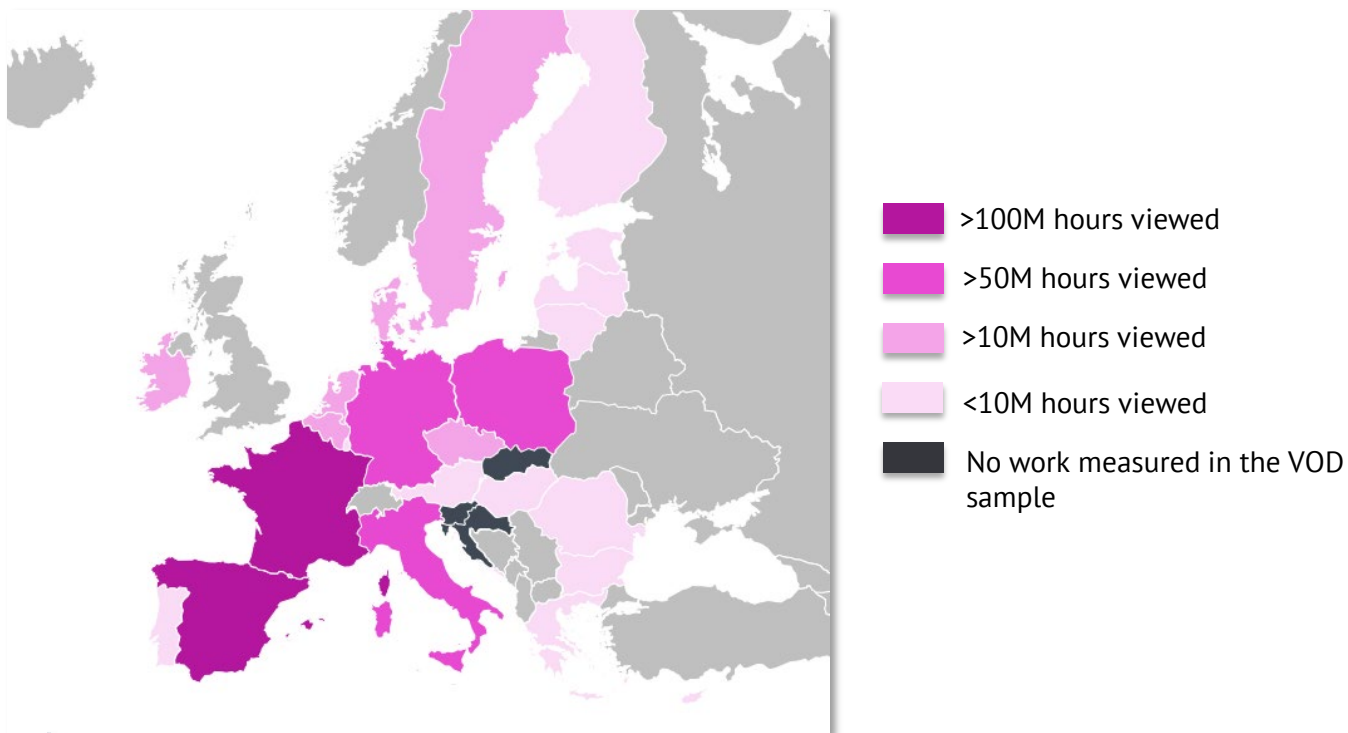 >100M hours viewed
>50M hours viewed
>10M hours viewed
<10M hours viewed
No work measured in the VOD
sample